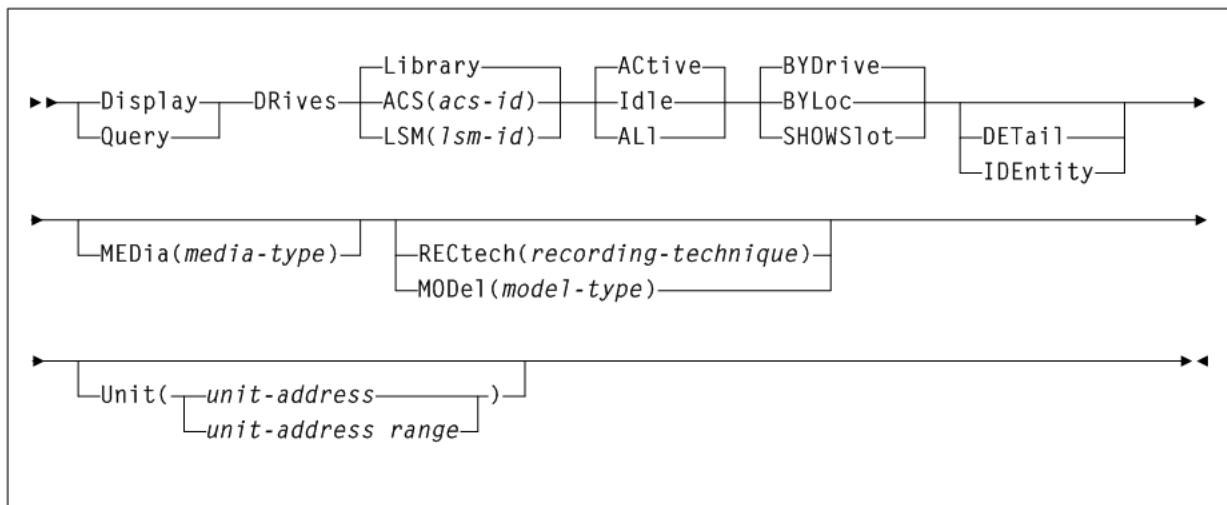 Library ACtive BYDrive
Display DRives ACS(acs-id) Idle BYLoc
Query LSM(lsm-id) ALl SHOWSlot DETail
IDEntity
MEDia(media-type) RECtech(recording-technique)
MODel(model-type)
Unit( unit-address )
unit-address range